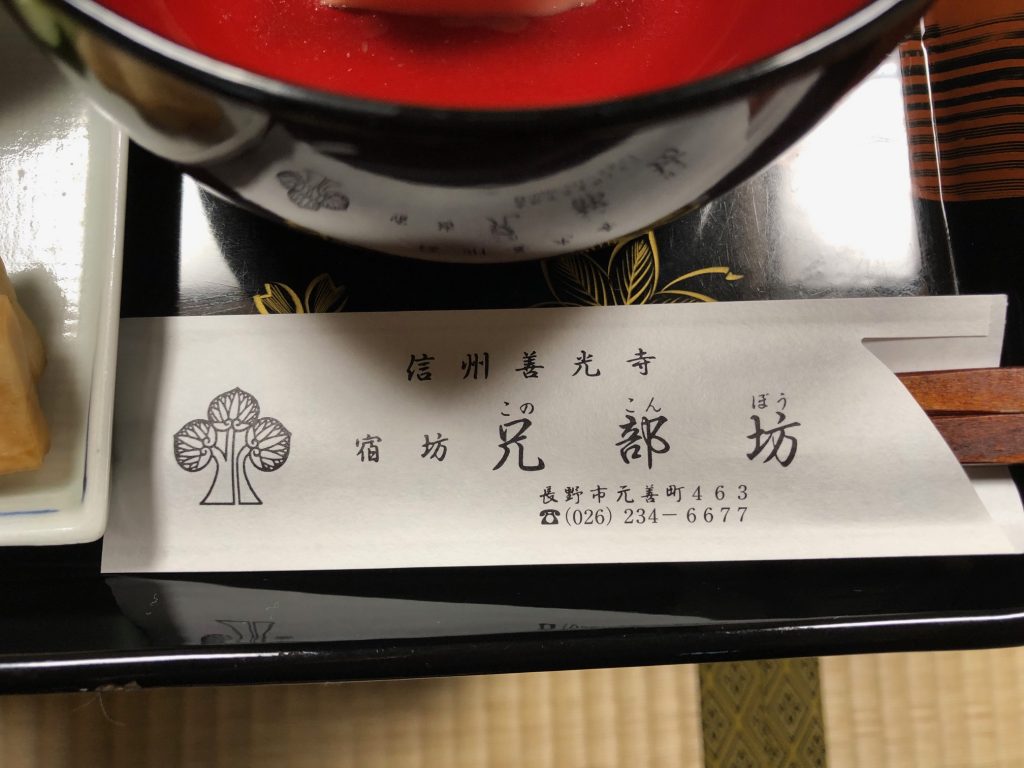 信州善光寺
宿坊 兄部坊
このこんぼう
長野市元善町463
☎(026)234-6677